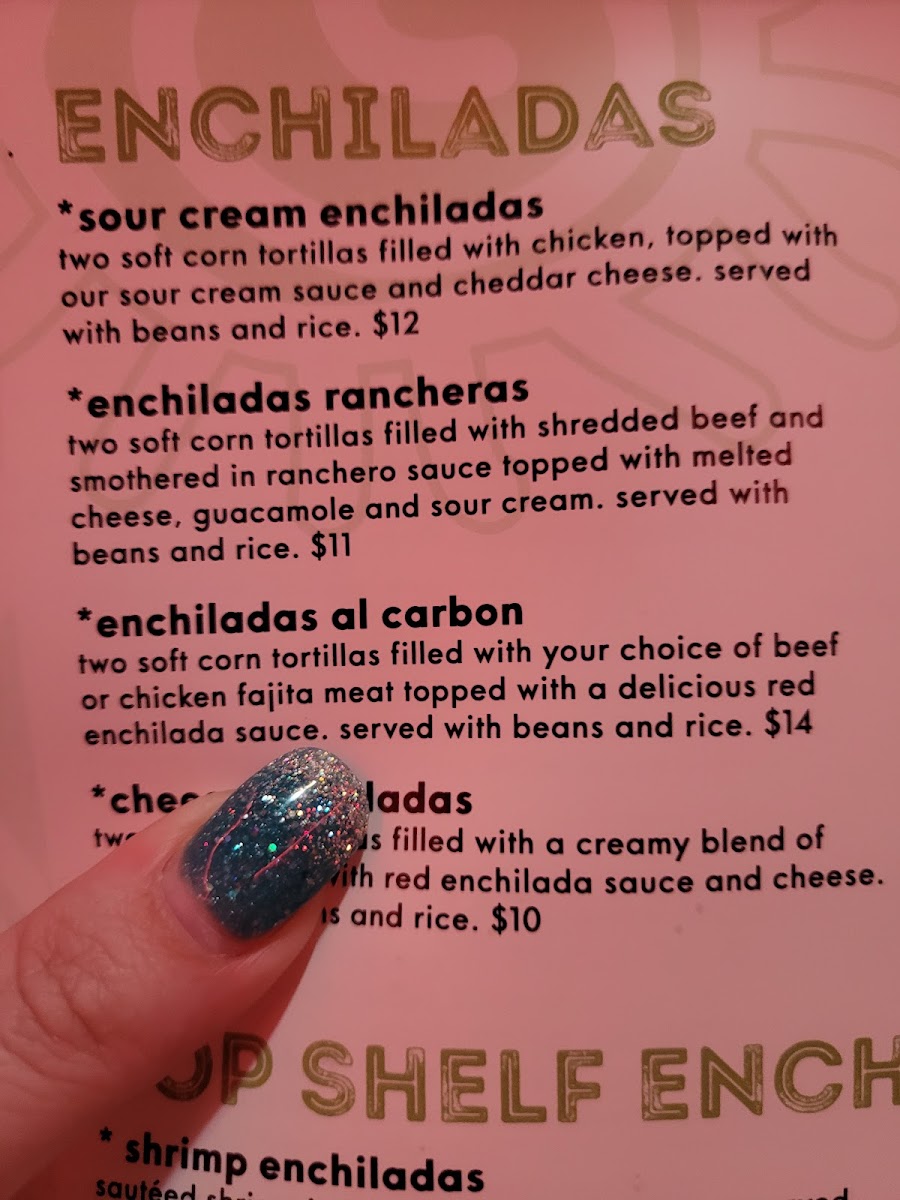 ENCHILADAS
*sour cream enchiladas
two soft corn tortillas filled with chicken, topped with
our sour cream sauce and cheddar cheese. served
with beans and rice. $12
*enchiladas rancheras
two soft corn tortillas filled with shredded beef and
smothered in ranchero sauce topped with melted
cheese, guacamole and sour cream. served with
beans and rice. $11
*enchiladas al carbon
two soft corn tortillas filled with your choice of beef
or chicken fajita meat topped with a delicious red
enchilada sauce. served with beans and rice. $14
filled with a creamy blend of
with red enchilada sauce and cheese.
and rice. $10
SHELF
* shrimp enchiladas
sautéed